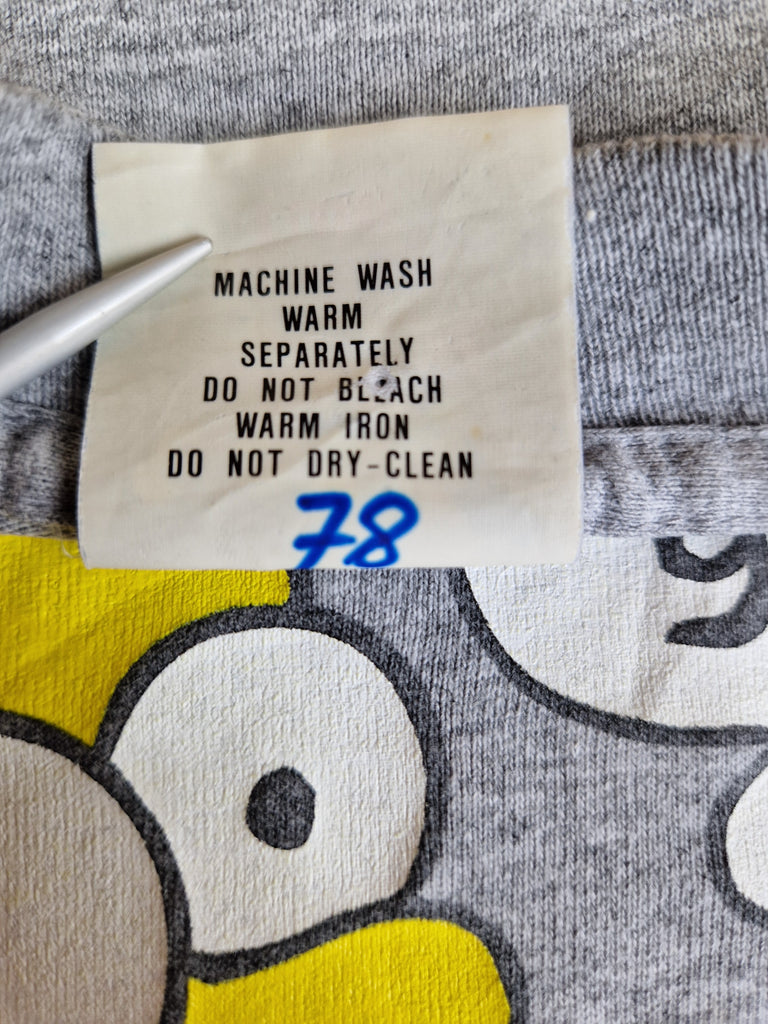 MACHINE WASH
WARM
SEPARATELY
DO NOT BLEACH
WARM IRON
DO NOT DRY-CLEAN
78